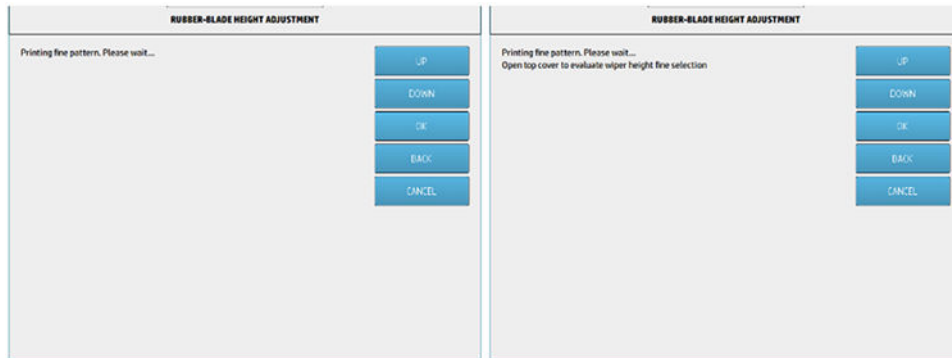 RUBBER-BLADE HEIGHT ADJUSTMENT
Printing fine pattern. Please wait...
UP
DOWN
OK
BACK
CANCEL
RUBBER-BLADE HEIGHT ADJUSTMENT
Printing fine pattern. Please wait...
Open top cover to evaluate wiper height fine selection
UP
DOWN
OK
BACK
CANCEL